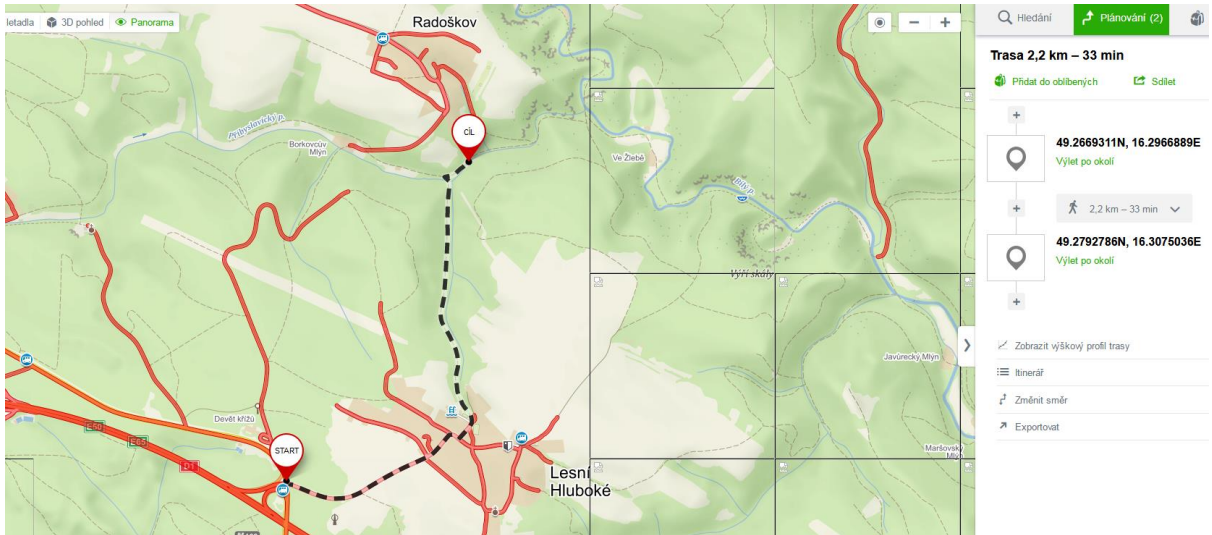 letadla 3D pohled Panorama
Radoškov
Hledání
Plánování (2)
Trasa 2,2 km – 33 min
Přidat do oblíbených
Sdílet
49.2669311N, 16.2966889E
Výlet po okolí
2,2 km – 33 min
49.2792786N, 16.3075036E
Výlet po okolí
Zobrazit výškový profil trasy
Itinerář
Změnit směr
Exportovat
Přibyslavický p.
CÍL
Borkovcův
Mlýn
Ve Žlebě
Bílý p.
Výří skály
Javůrecký Mlýn
Devět křížů
E50
E65
D1
START
Lesní
Hluboké
Maršovský
Mlýn